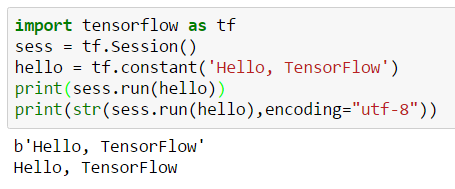 import tensorflow as tf
sess = tf.Session()
hello = tf.constant('Hello, TensorFlow')
print(sess.run(hello))
print(str(sess.run(hello),encoding="utf-8"))
b'Hello, TensorFlow'
Hello, TensorFlow